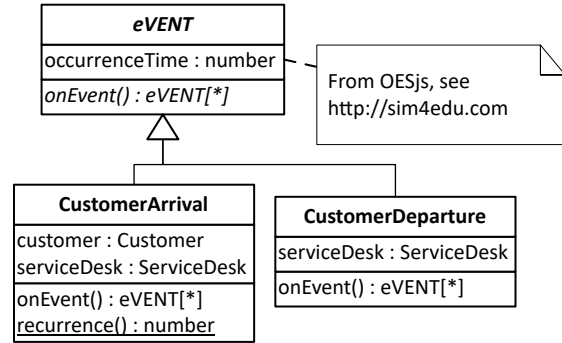 eVENT
occurrenceTime : number
onEvent() : eVENT[*]
From OESjs, see
http://sim4edu.com
CustomerArrival
customer : Customer
serviceDesk : ServiceDesk
onEvent() : eVENT[*]
recurrence() : number
CustomerDeparture
serviceDesk : ServiceDesk
onEvent() : eVENT[*]